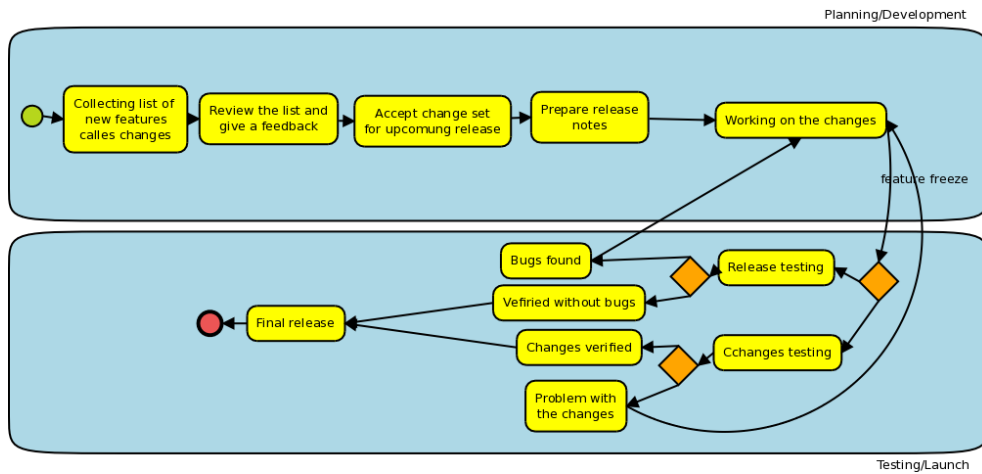 Planning/Development
Collecting list of
new features
calles changes
Review the list and
give a feedback
Accept change set
for upcomung release
Prepare release
notes
Working on the changes
feature freeze
Bugs found
Release testing
Vefiried without bugs
Final release
Changes verified
Cchanges testing
Problem with
the changes
Testing/Launch